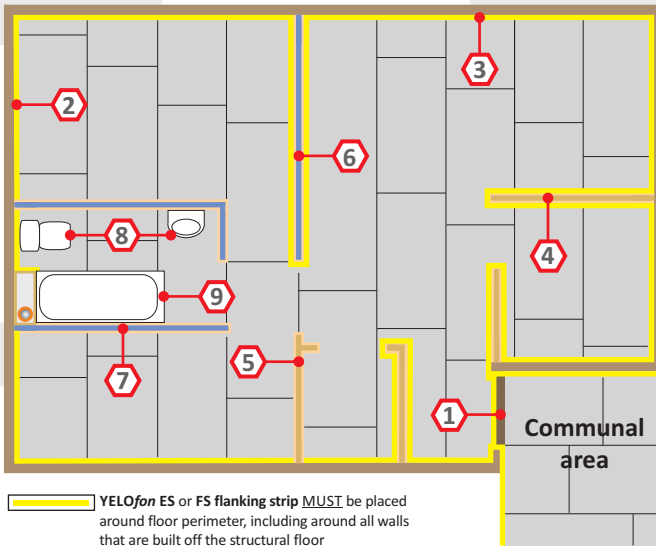 3
2
6
8
4
9
5
7
1
Communal
area
YELOfon ES or FS flanking strip MUST be placed
around floor perimeter, including around all walls
that are built off the structural floor